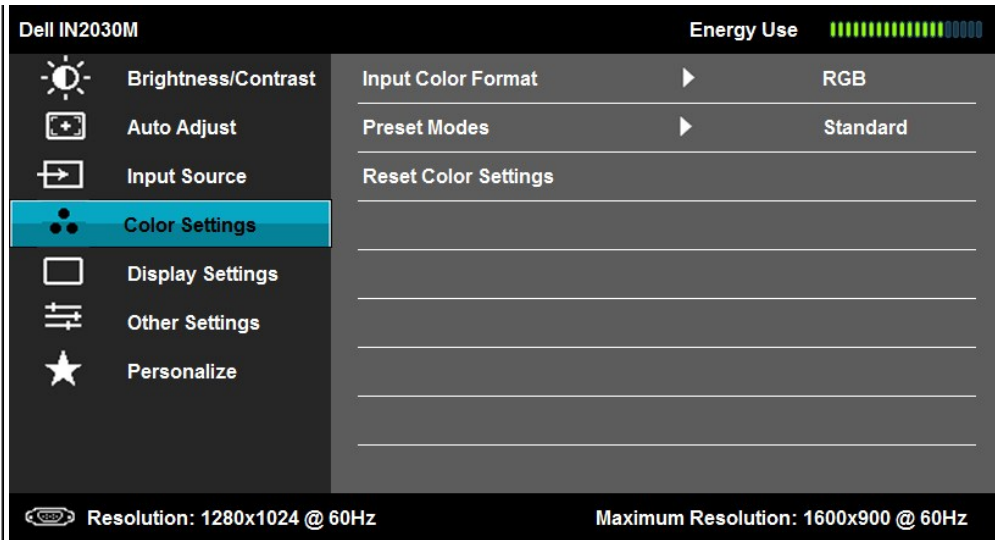 Dell IN2030M Energy Use
Brightness/Contrast Input Color Format RGB
Auto Adjust Preset Modes Standard
Input Source Reset Color Settings
Color Settings
Display Settings
Other Settings
Personalize
Resolution: 1280x1024 @ 60Hz Maximum Resolution: 1600x900 @ 60Hz